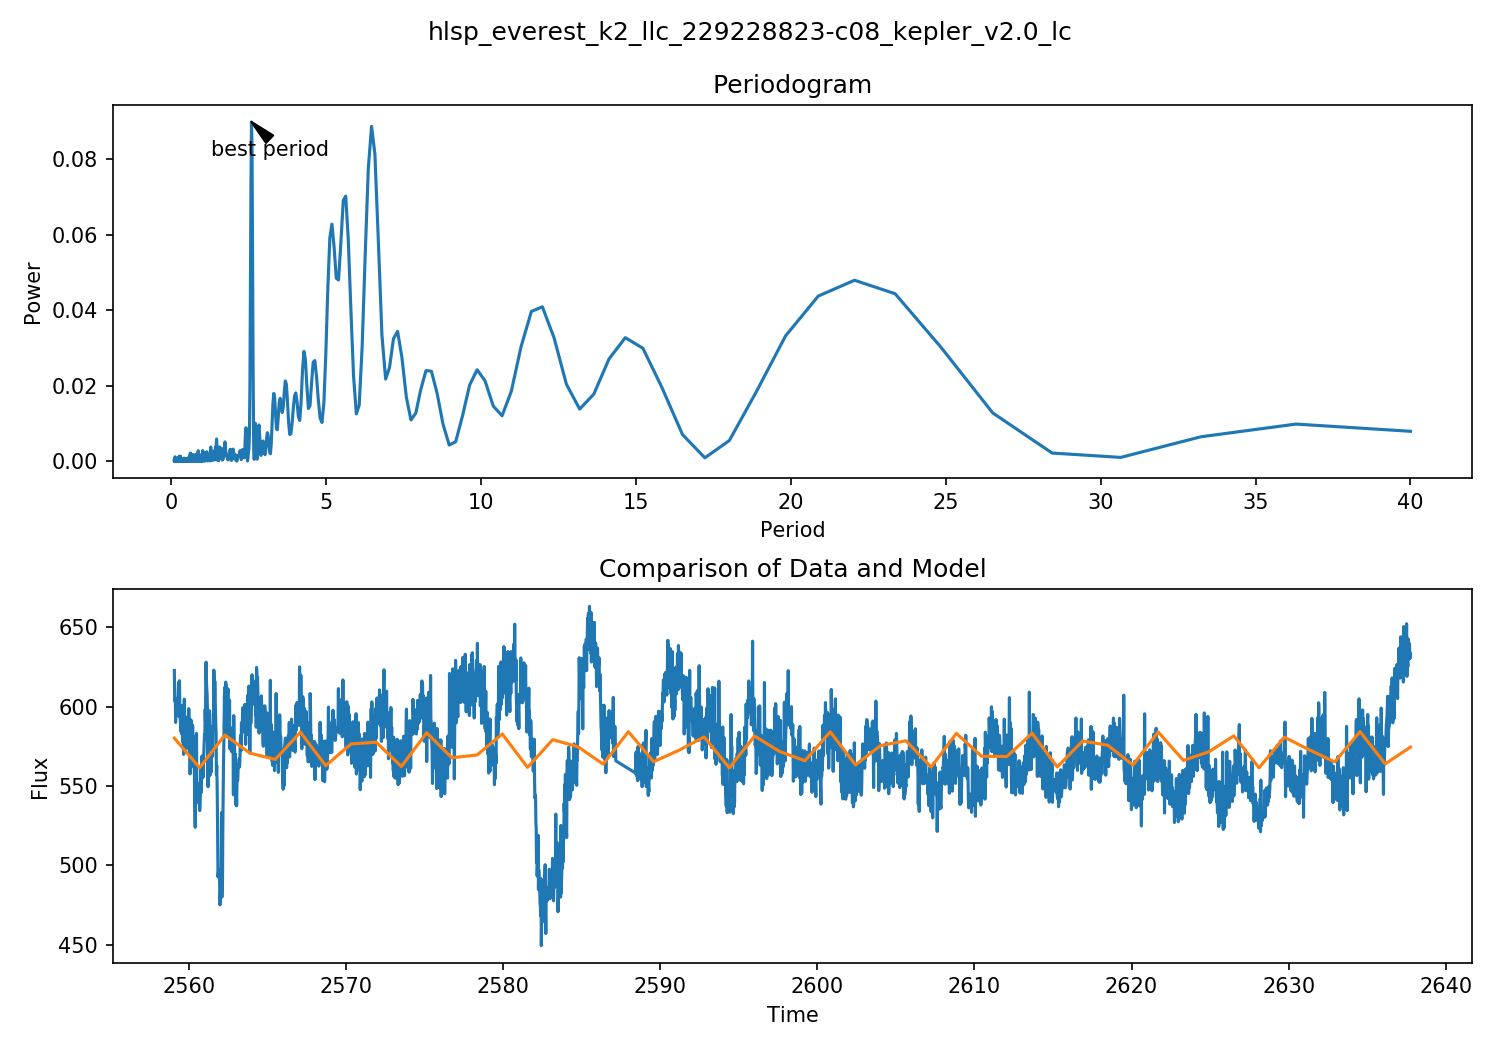 hlsp_everest_k2_llc_229228823-c08_kepler_v2.0_lc
Periodogram
best period
0.08
0.06
0.04
0.02
0.00
Power
0 5 10 15 20 25 30 35 40
Period
Comparison of Data and Model
650
600
550
500
450
Flux
2560 2570 2580 2590 2600 2610 2620 2630 2640
Time